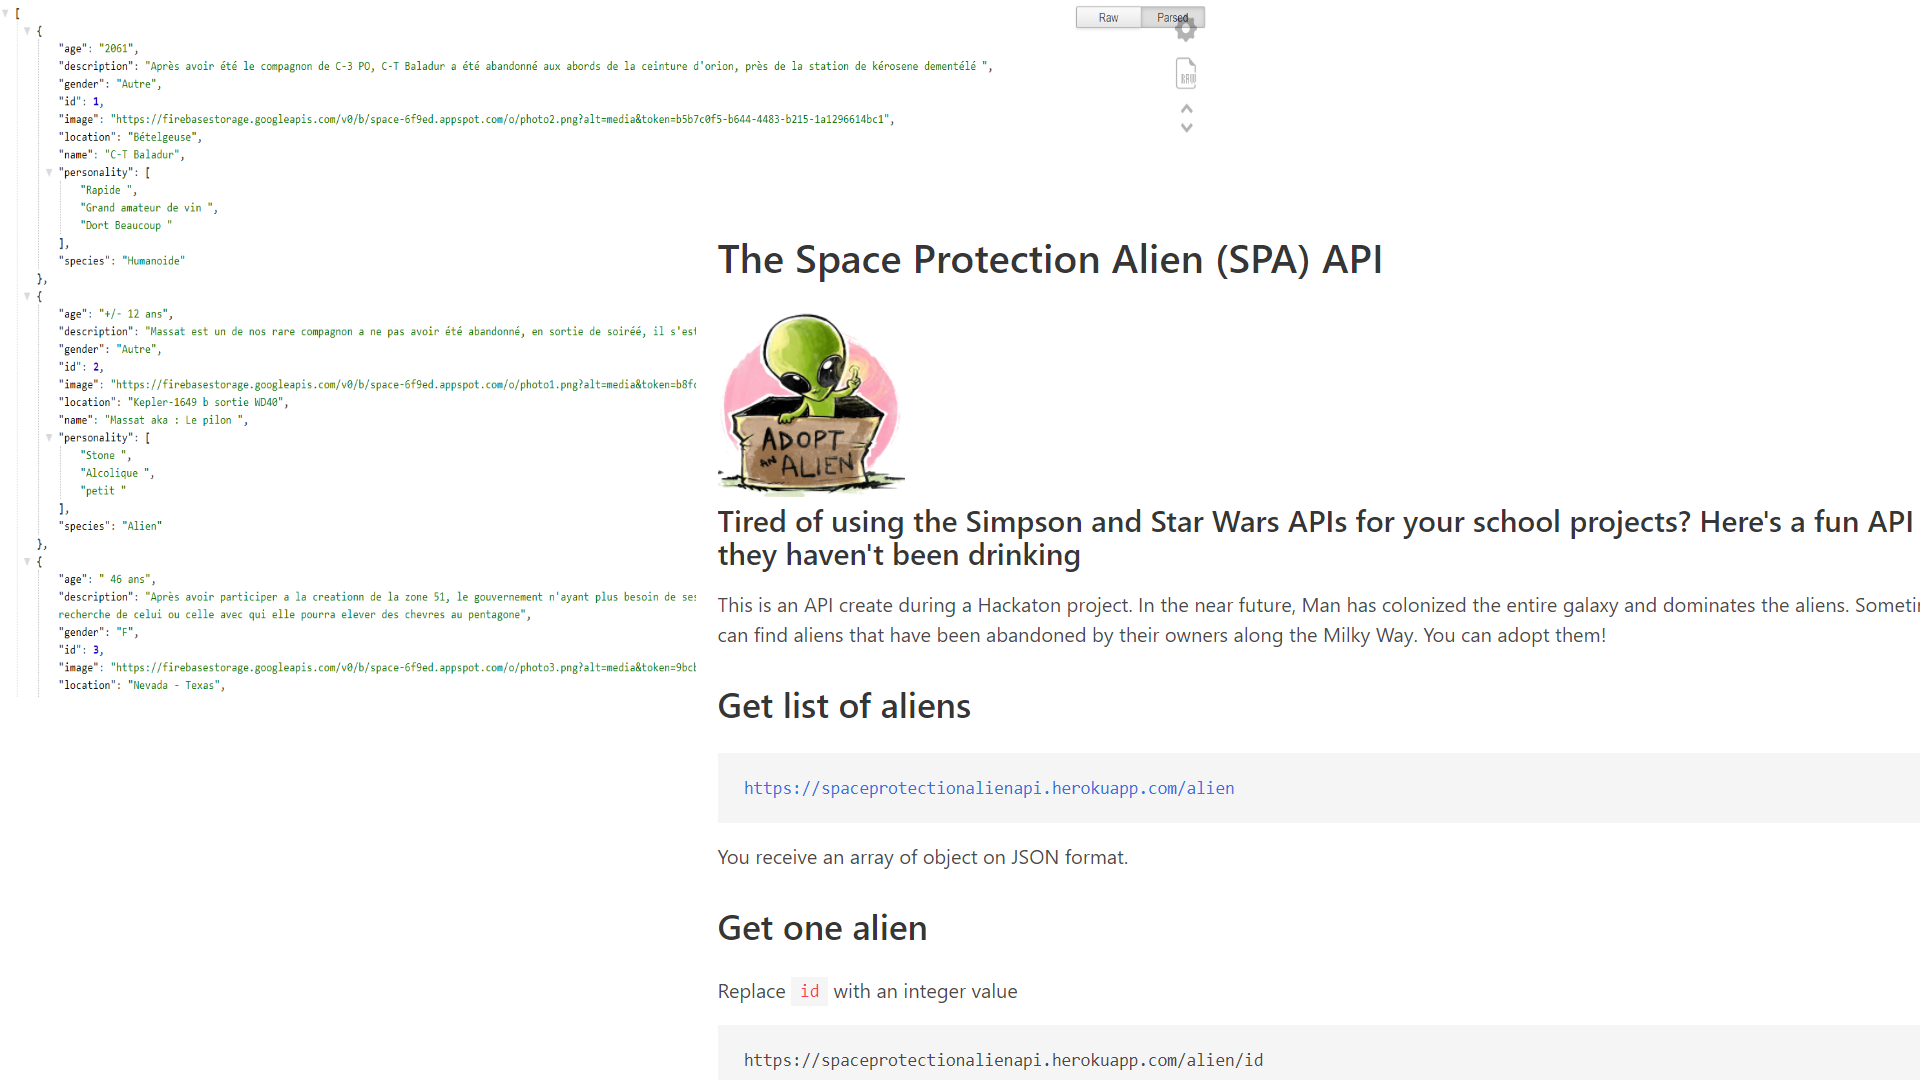 [
{
"age": "2061",
"description": "Après avoir été le compagnon de C-3 PO, C-T Baladur a été abandonné aux abords de la ceinture d'orion, près de la station de kérosene dementélé ",
"gender": "Autre",
"id": 1,
"image": "https://firebasestorage.googleapis.com/v0/b/space-6f9ed.appspot.com/o/photo2.png?alt=media&token=b5b7c0f5-b644-4483-b215-1a1296614bc1",
"location": "Bételgeuse",
"name": "C-T Baladur",
"personality": [
"Rapide ",
"Grand amateur de vin ",
"Dort Beaucoup "
],
"species": "Humanoide"
},
{
"age": "+/- 12 ans",
"description": "Massat est un de nos rare compagnon a ne pas avoir été abandonné, en sortie de soiréé, il s'est
"gender": "Autre",
"id": 2,
"image": "https://firebasestorage.googleapis.com/v0/b/space-6f9ed.appspot.com/o/photo1.png?alt=media&token=b8fc
"location": "Kepler-1649 b sortie WD40",
"name": "Massat aka : Le pilon ",
"personality": [
"Stone ",
"Alcolique ",
"petit "
],
"species": "Alien"
},
{
"age": " 46 ans",
"description": "Après avoir participer a la creationn de la zone 51, le gouvernement n'ayant plus besoin de ses
recherche de celui ou celle avec qui elle pourra elever des chevres au pentagone",
"gender": "F",
"id": 3,
"image": "https://firebasestorage.googleapis.com/v0/b/space-6f9ed.appspot.com/o/photo3.png?alt=media&token=9bcb
"location": "Nevada - Texas",
Raw Parsed
RAW
The Space Protection Alien (SPA) API
ADOPT
AN ALIEN
Tired of using the Simpson and Star Wars APIs for your school projects? Here's a fun API
they haven't been drinking
This is an API create during a Hackaton project. In the near future, Man has colonized the entire galaxy and dominates the aliens. Someti
can find aliens that have been abandoned by their owners along the Milky Way. You can adopt them!
Get list of aliens
https://spaceprotectionalienapi.herokuapp.com/alien
You receive an array of object on JSON format.
Get one alien
Replace id with an integer value
https://spaceprotectionalienapi.herokuapp.com/alien/id